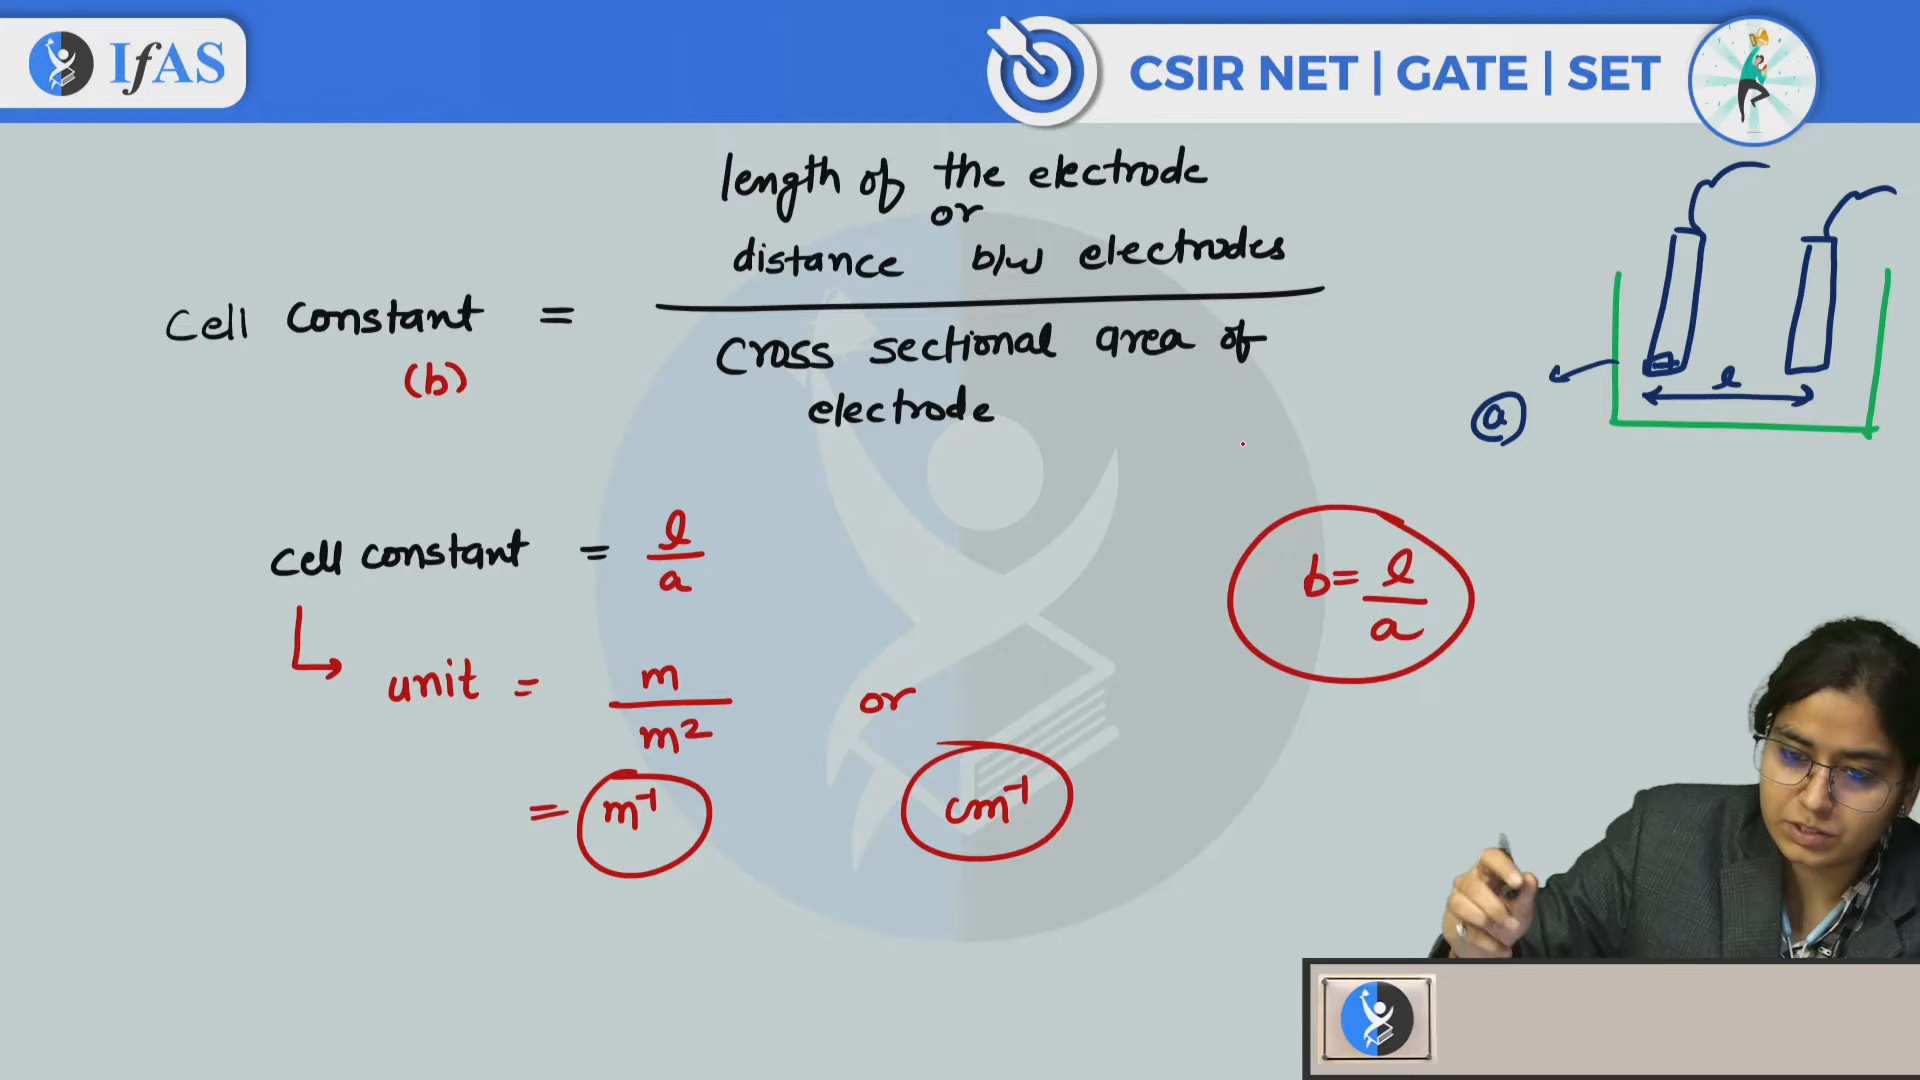 IfAS
CSIR NET | GATE | SET
length of the electrode
or
distance b/w electrodes
Cell Constant =
(b)
Cross sectional area of
electrode
l
a
Cell constant = l/a
b = l/a
unit = m/m² or
= m⁻¹ cm⁻¹